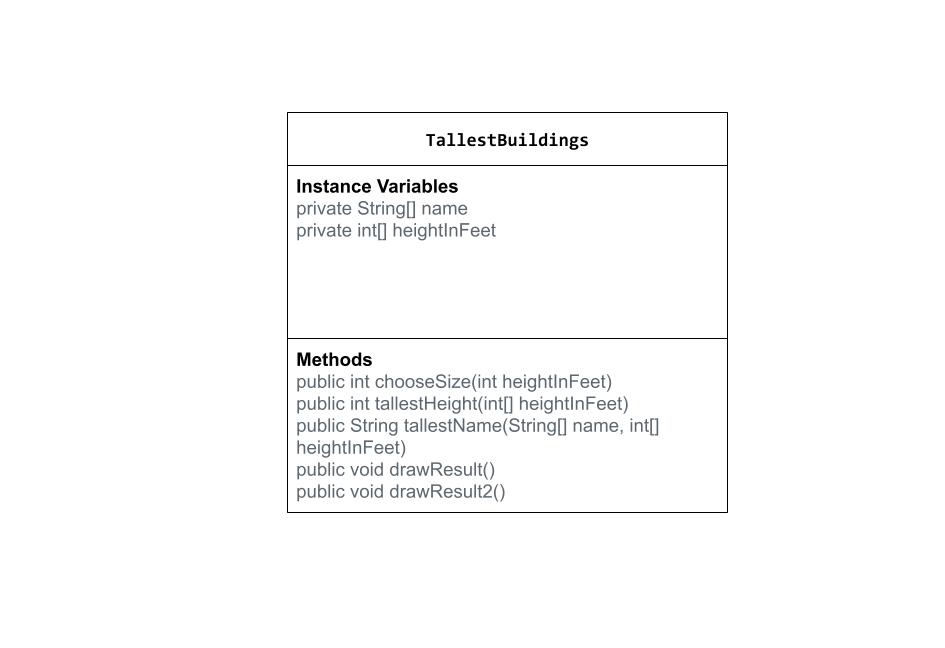 TallestBuildings
Instance Variables
private String[] name
private int[] heightInFeet
Methods
public int chooseSize(int heightInFeet)
public int tallestHeight(int[] heightInFeet)
public String tallestName(String[] name, int[]
heightInFeet)
public void drawResult()
public void drawResult2()